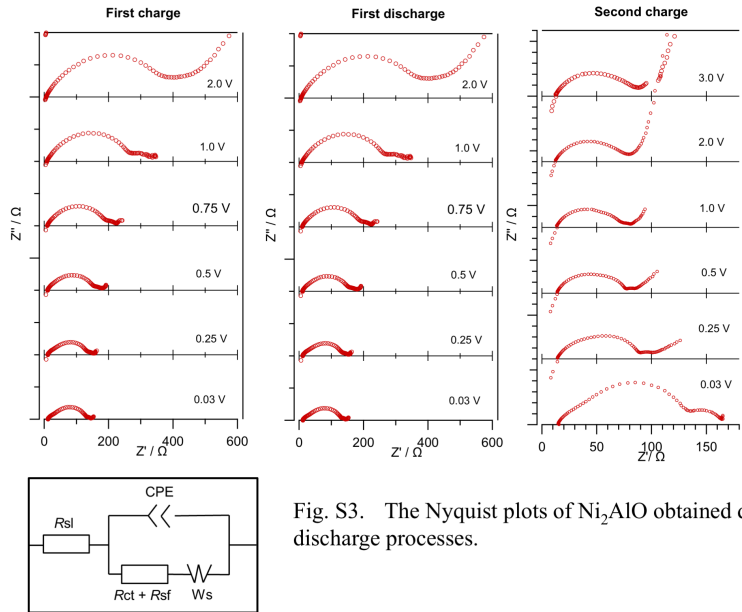 First charge
First discharge
Second charge
2.0 V
1.0 V
0.75 V
0.5 V
0.25 V
0.03 V
Z'' / Ω
0
200
400
600
Z' / Ω
2.0 V
1.0 V
0.75 V
0.5 V
0.25 V
0.03 V
Z'' / Ω
0
200
400
600
Z' / Ω
3.0 V
2.0 V
1.0 V
0.5 V
0.25 V
0.03 V
Z'' / Ω
0
50
100
150
Z' / Ω
CPE
Rsl
Rct + Rsf
Ws
Fig. S3. The Nyquist plots of Ni₂AlO obtained
discharge processes.